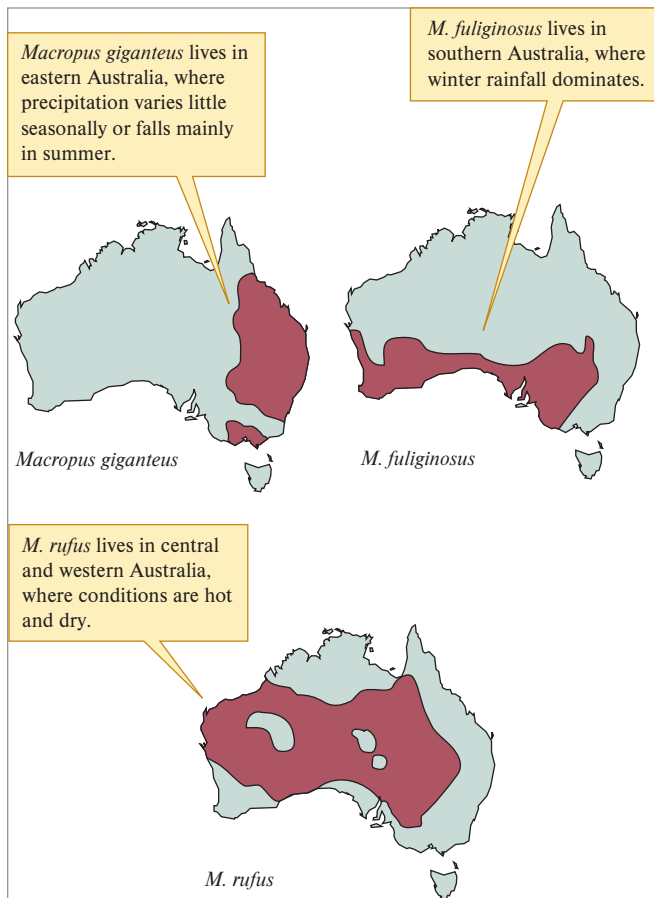 Macropus giganteus lives in
eastern Australia, where
precipitation varies little
seasonally or falls mainly
in summer.
M. fuliginosus lives in
southern Australia, where
winter rainfall dominates.
Macropus giganteus
M. fuliginosus
M. rufus lives in central
and western Australia,
where conditions are hot
and dry.
M. rufus